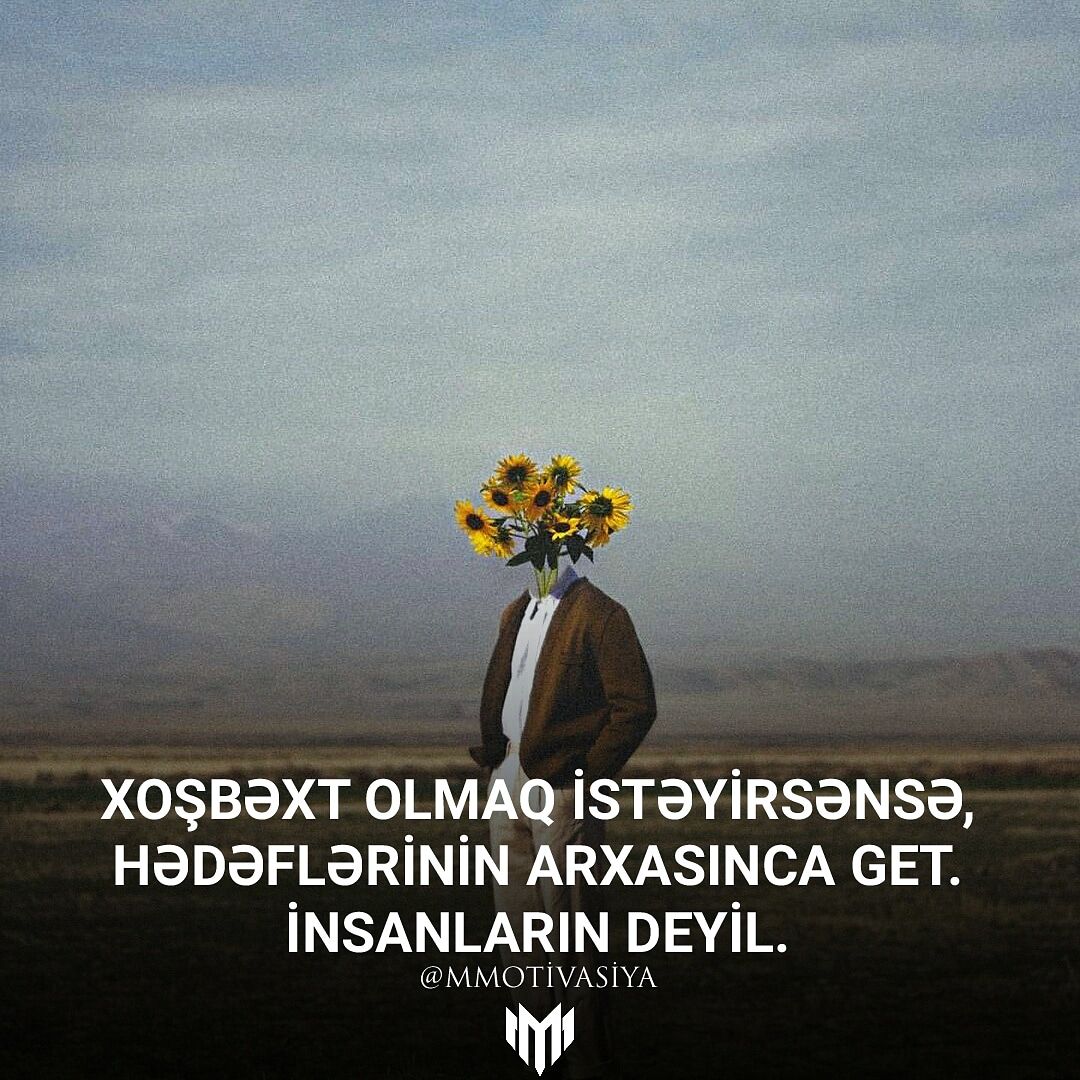 XOŞBƏXT OLMAQ İSTƏYİRSƏNSƏ,
HƏDƏFLƏRİNİN ARXASINCA GET.
İNSANLARIN DEYİL.
@MMOTİVASİYA